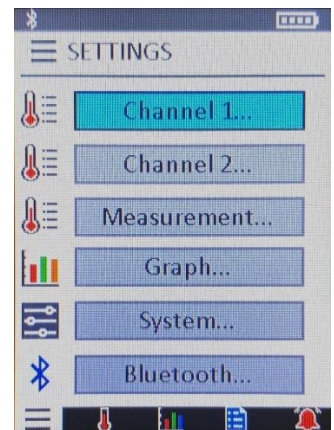 SETTINGS
Channel 1...
Channel 2...
Measurement...
Graph...
System...
Bluetooth...